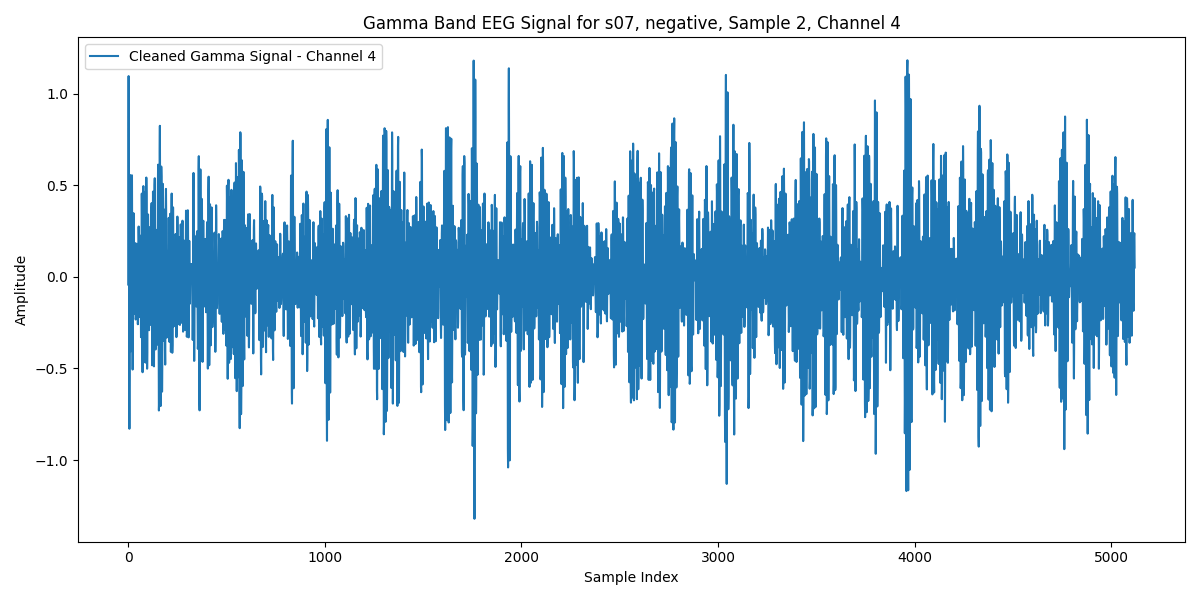 Gamma Band EEG Signal for s07, negative, Sample 2, Channel 4
Cleaned Gamma Signal - Channel 4
1.0
0.5
0.0
−0.5
−1.0
Amplitude
0 1000 2000 3000 4000 5000
Sample Index